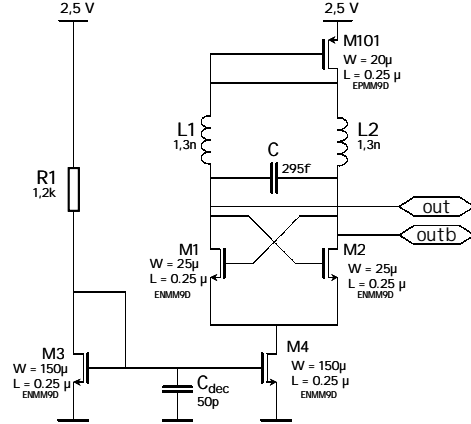 2,5 V
2,5 V
M101
W = 20µ
L = 0.25 µ
EPMM9D
L1
1,3n
L2
1,3n
C
295f
R1
1,2k
out
outb
M1
W = 25µ
L = 0.25 µ
ENMM9D
M2
W = 25µ
L = 0.25 µ
ENMM9D
M3
W = 150µ
L = 0.25 µ
ENMM9D
Cdec
50p
M4
W = 150µ
L = 0.25 µ
ENMM9D